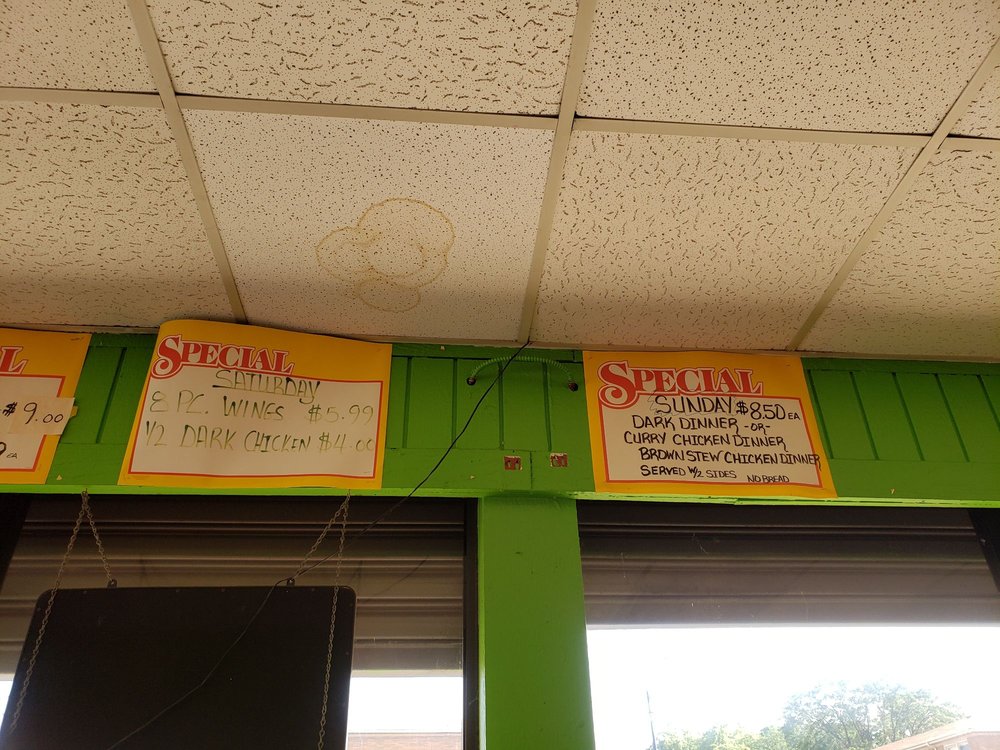 $9.00
EA
SPECIAL
SATURDAY
8 PC. WINGS $5.99
1/2 DARK CHICKEN $4.00
SPECIAL
SUNDAY $8.50 EA
DARK DINNER -OR-
CURRY CHICKEN DINNER
BROWN STEW CHICKEN DINNER
SERVED W/2 SIDES NO BREAD